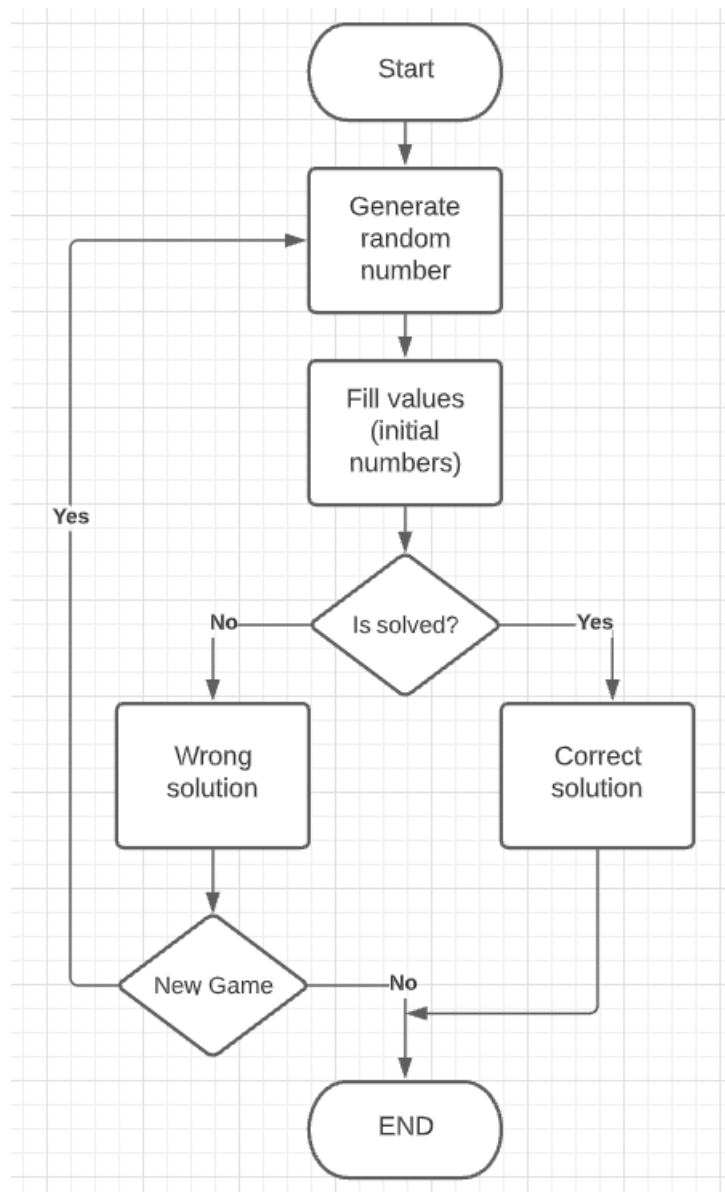 Start
Generate
random
number
Fill values
(initial
numbers)
Yes
Is solved?
No
Yes
Wrong
solution
Correct
solution
New Game
No
END